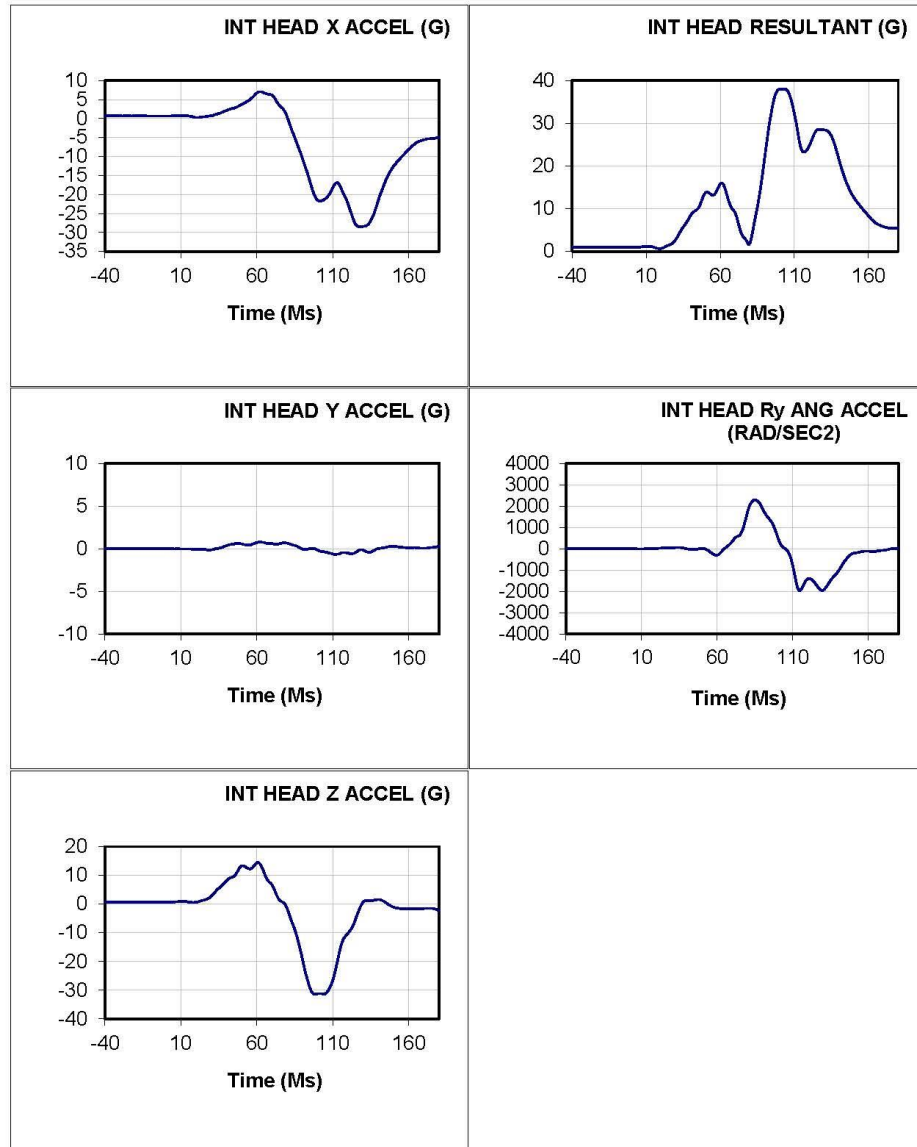 INT HEAD X ACCEL (G)
10
5
0
-5
-10
-15
-20
-25
-30
-35
-40 10 60 110 160
Time (Ms)
INT HEAD RESULTANT (G)
40
30
20
10
0
-40 10 60 110 160
Time (Ms)
INT HEAD Y ACCEL (G)
10
5
0
-5
-10
-40 10 60 110 160
Time (Ms)
INT HEAD Ry ANG ACCEL
(RAD/SEC2)
4000
3000
2000
1000
0
-1000
-2000
-3000
-4000
-40 10 60 110 160
Time (Ms)
INT HEAD Z ACCEL (G)
20
10
0
-10
-20
-30
-40
-40 10 60 110 160
Time (Ms)